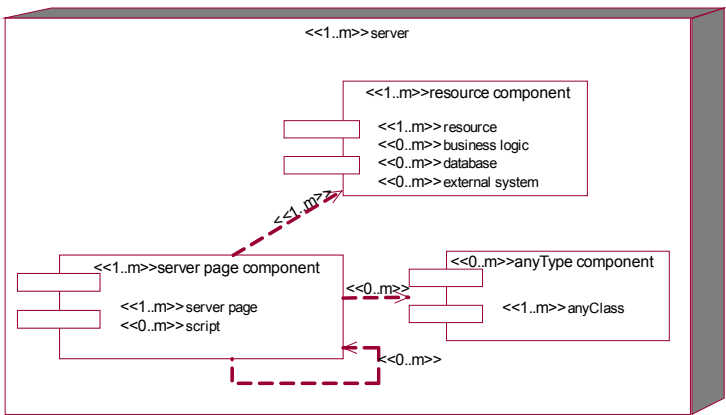 <<1..m>>server
<<1..m>>resource component
<<1..m>>resource
<<0..m>>business logic
<<0..m>>database
<<0..m>>external system
<<1..m>>
<<1..m>>server page component
<<1..m>>server page
<<0..m>>script
<<0..m>>
<<0..m>>anyType component
<<1..m>>anyClass
<<0..m>>